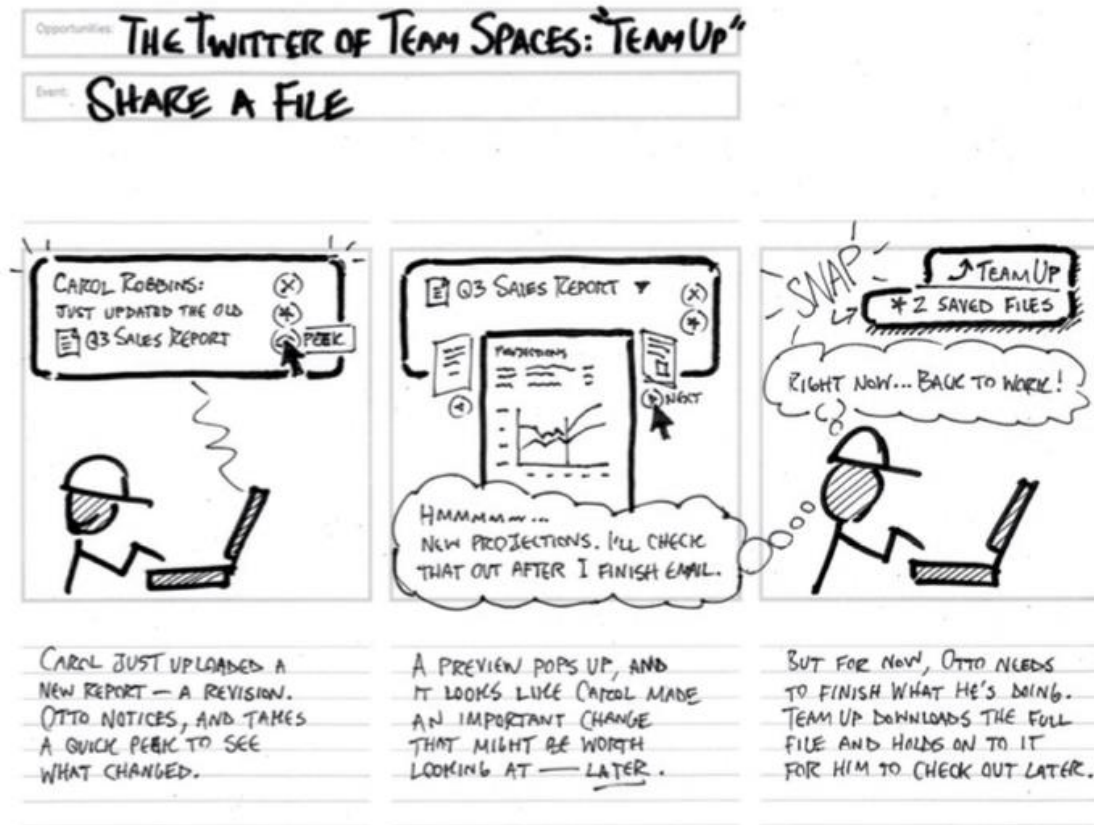 Opportunities: THE TWITTER OF TEAM SPACES: "TEAM UP"
Event: SHARE A FILE
CAROL ROBBINS:
JUST UPDATED THE OLD
Q3 SALES REPORT
PEEK
Q3 SALES REPORT
PROJECTIONS
NEXT
HMMMMM...
NEW PROJECTIONS. I'LL CHECK
THAT OUT AFTER I FINISH EMAIL.
SNAP
TEAM UP
* 2 SAVED FILES
RIGHT NOW... BACK TO WORK!
CAROL JUST UPLOADED A
NEW REPORT — A REVISION.
OTTO NOTICES, AND TAKES
A QUICK PEEK TO SEE
WHAT CHANGED.
A PREVIEW POPS UP, AND
IT LOOKS LIKE CAROL MADE
AN IMPORTANT CHANGE
THAT MIGHT BE WORTH
LOOKING AT — LATER.
BUT FOR NOW, OTTO NEEDS
TO FINISH WHAT HE'S DOING.
TEAM UP DOWNLOADS THE FULL
FILE AND HOLDS ON TO IT
FOR HIM TO CHECK OUT LATER.